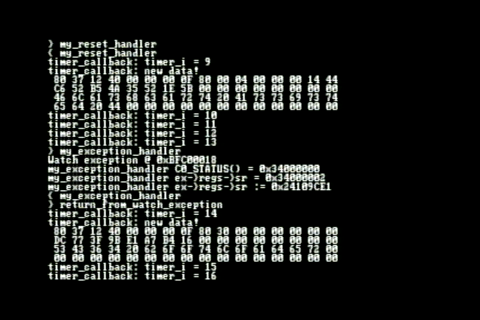 > my_reset_handler
< my_reset_handler
timer_callback: timer_i = 9
timer_callback: new data!
80 37 12 40 00 00 00 0F 80 00 04 00 00 00 14 44
C6 52 B5 4A 35 52 1E 5B 00 00 00 00 00 00 00 00
46 6C 61 73 68 63 61 72 74 20 41 73 73 69 73 74
65 64 20 44 00 00 00 00 00 00 00 00 00 00 00 00
timer_callback: timer_i = 10
timer_callback: timer_i = 11
timer_callback: timer_i = 12
timer_callback: timer_i = 13
> my_exception_handler
Watch exception @ 0xBFC00018
my_exception_handler C0_STATUS() = 0x34000000
my_exception_handler ex->regs->sr = 0x34000002
my_exception_handler ex->regs->sr := 0x24109CE1
< my_exception_handler
> return_from_watch_exception
timer_callback: timer_i = 14
timer_callback: new data!
80 37 12 40 00 00 00 0F 80 30 00 00 00 00 00 00
DC 77 3F 9B E1 A7 B4 16 00 00 00 00 00 00 00 00
53 43 36 34 20 62 6F 6F 74 6C 6F 61 64 65 72 00
00 00 00 00 00 00 00 00 00 00 00 00 00 00 00 00
timer_callback: timer_i = 15
timer_callback: timer_i = 16